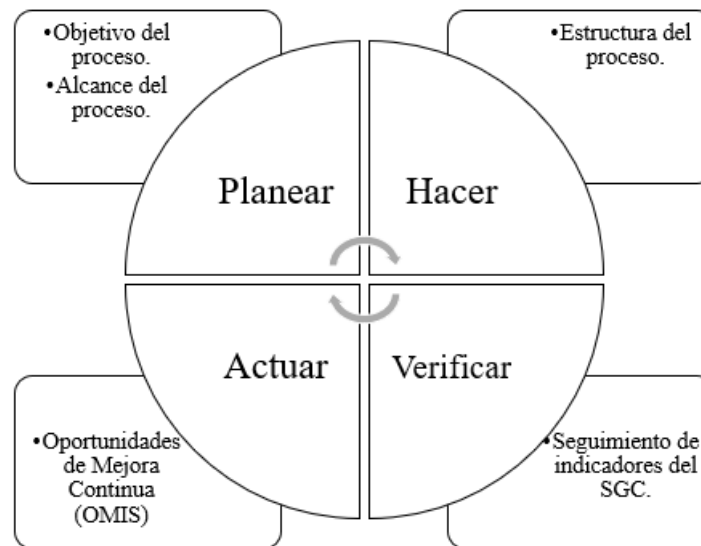 •Objetivo del
proceso.
•Alcance del
proceso.
•Estructura del
proceso.
Planear
Hacer
Actuar
Verificar
•Oportunidades
de Mejora
Continua
(OMIS)
•Seguimiento de
indicadores del
SGC.